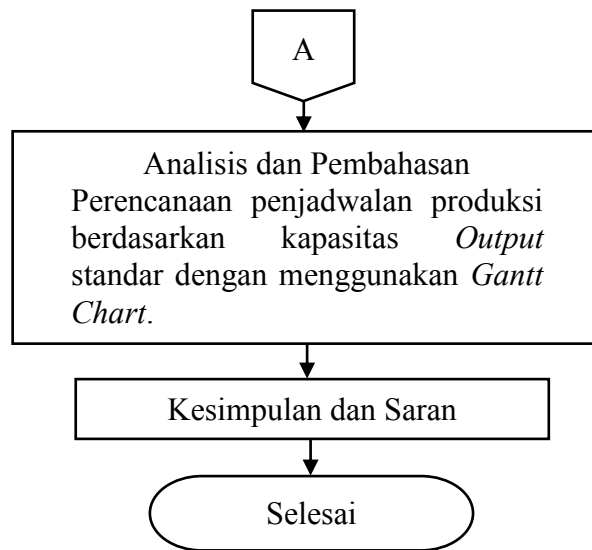 A
Analisis dan Pembahasan
Perencanaan penjadwalan produksi
berdasarkan kapasitas Output
standar dengan menggunakan Gantt
Chart.
Kesimpulan dan Saran
Selesai